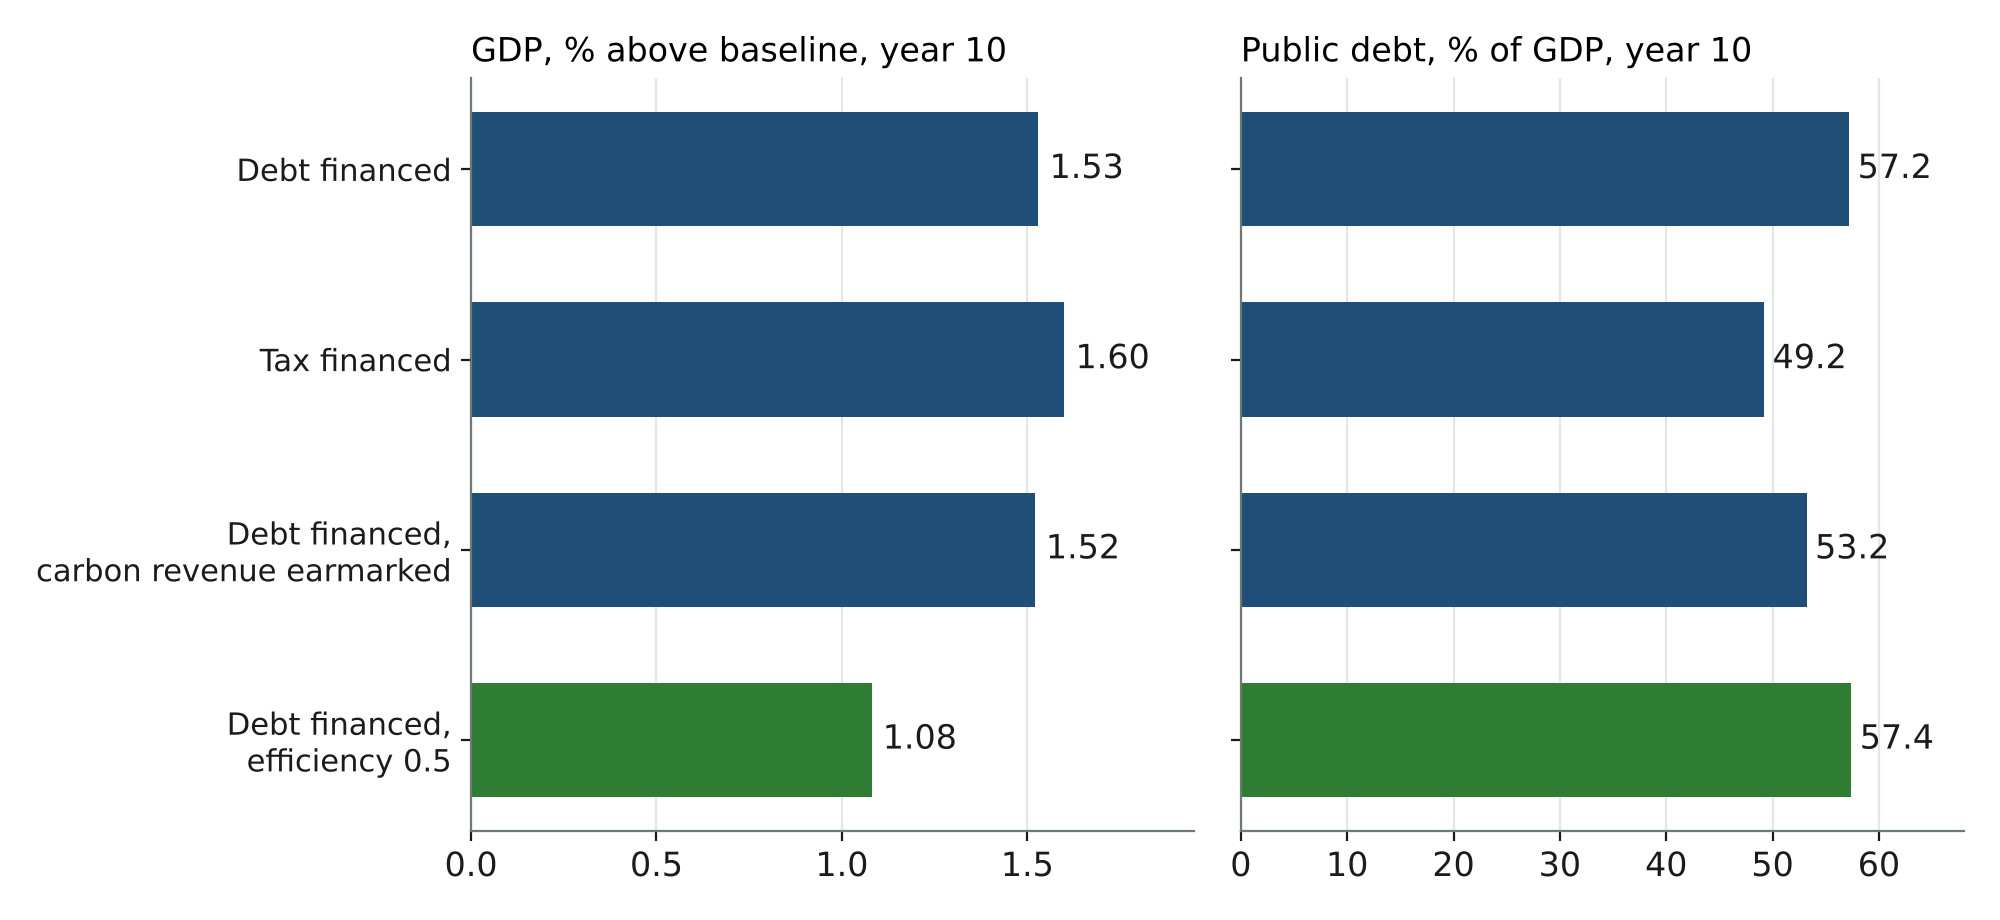 GDP, % above baseline, year 10
Debt financed
1.53
Tax financed
1.60
Debt financed,
carbon revenue earmarked
1.52
Debt financed,
efficiency 0.5
1.08
0.0 0.5 1.0 1.5
Public debt, % of GDP, year 10
57.2
49.2
53.2
57.4
0 10 20 30 40 50 60